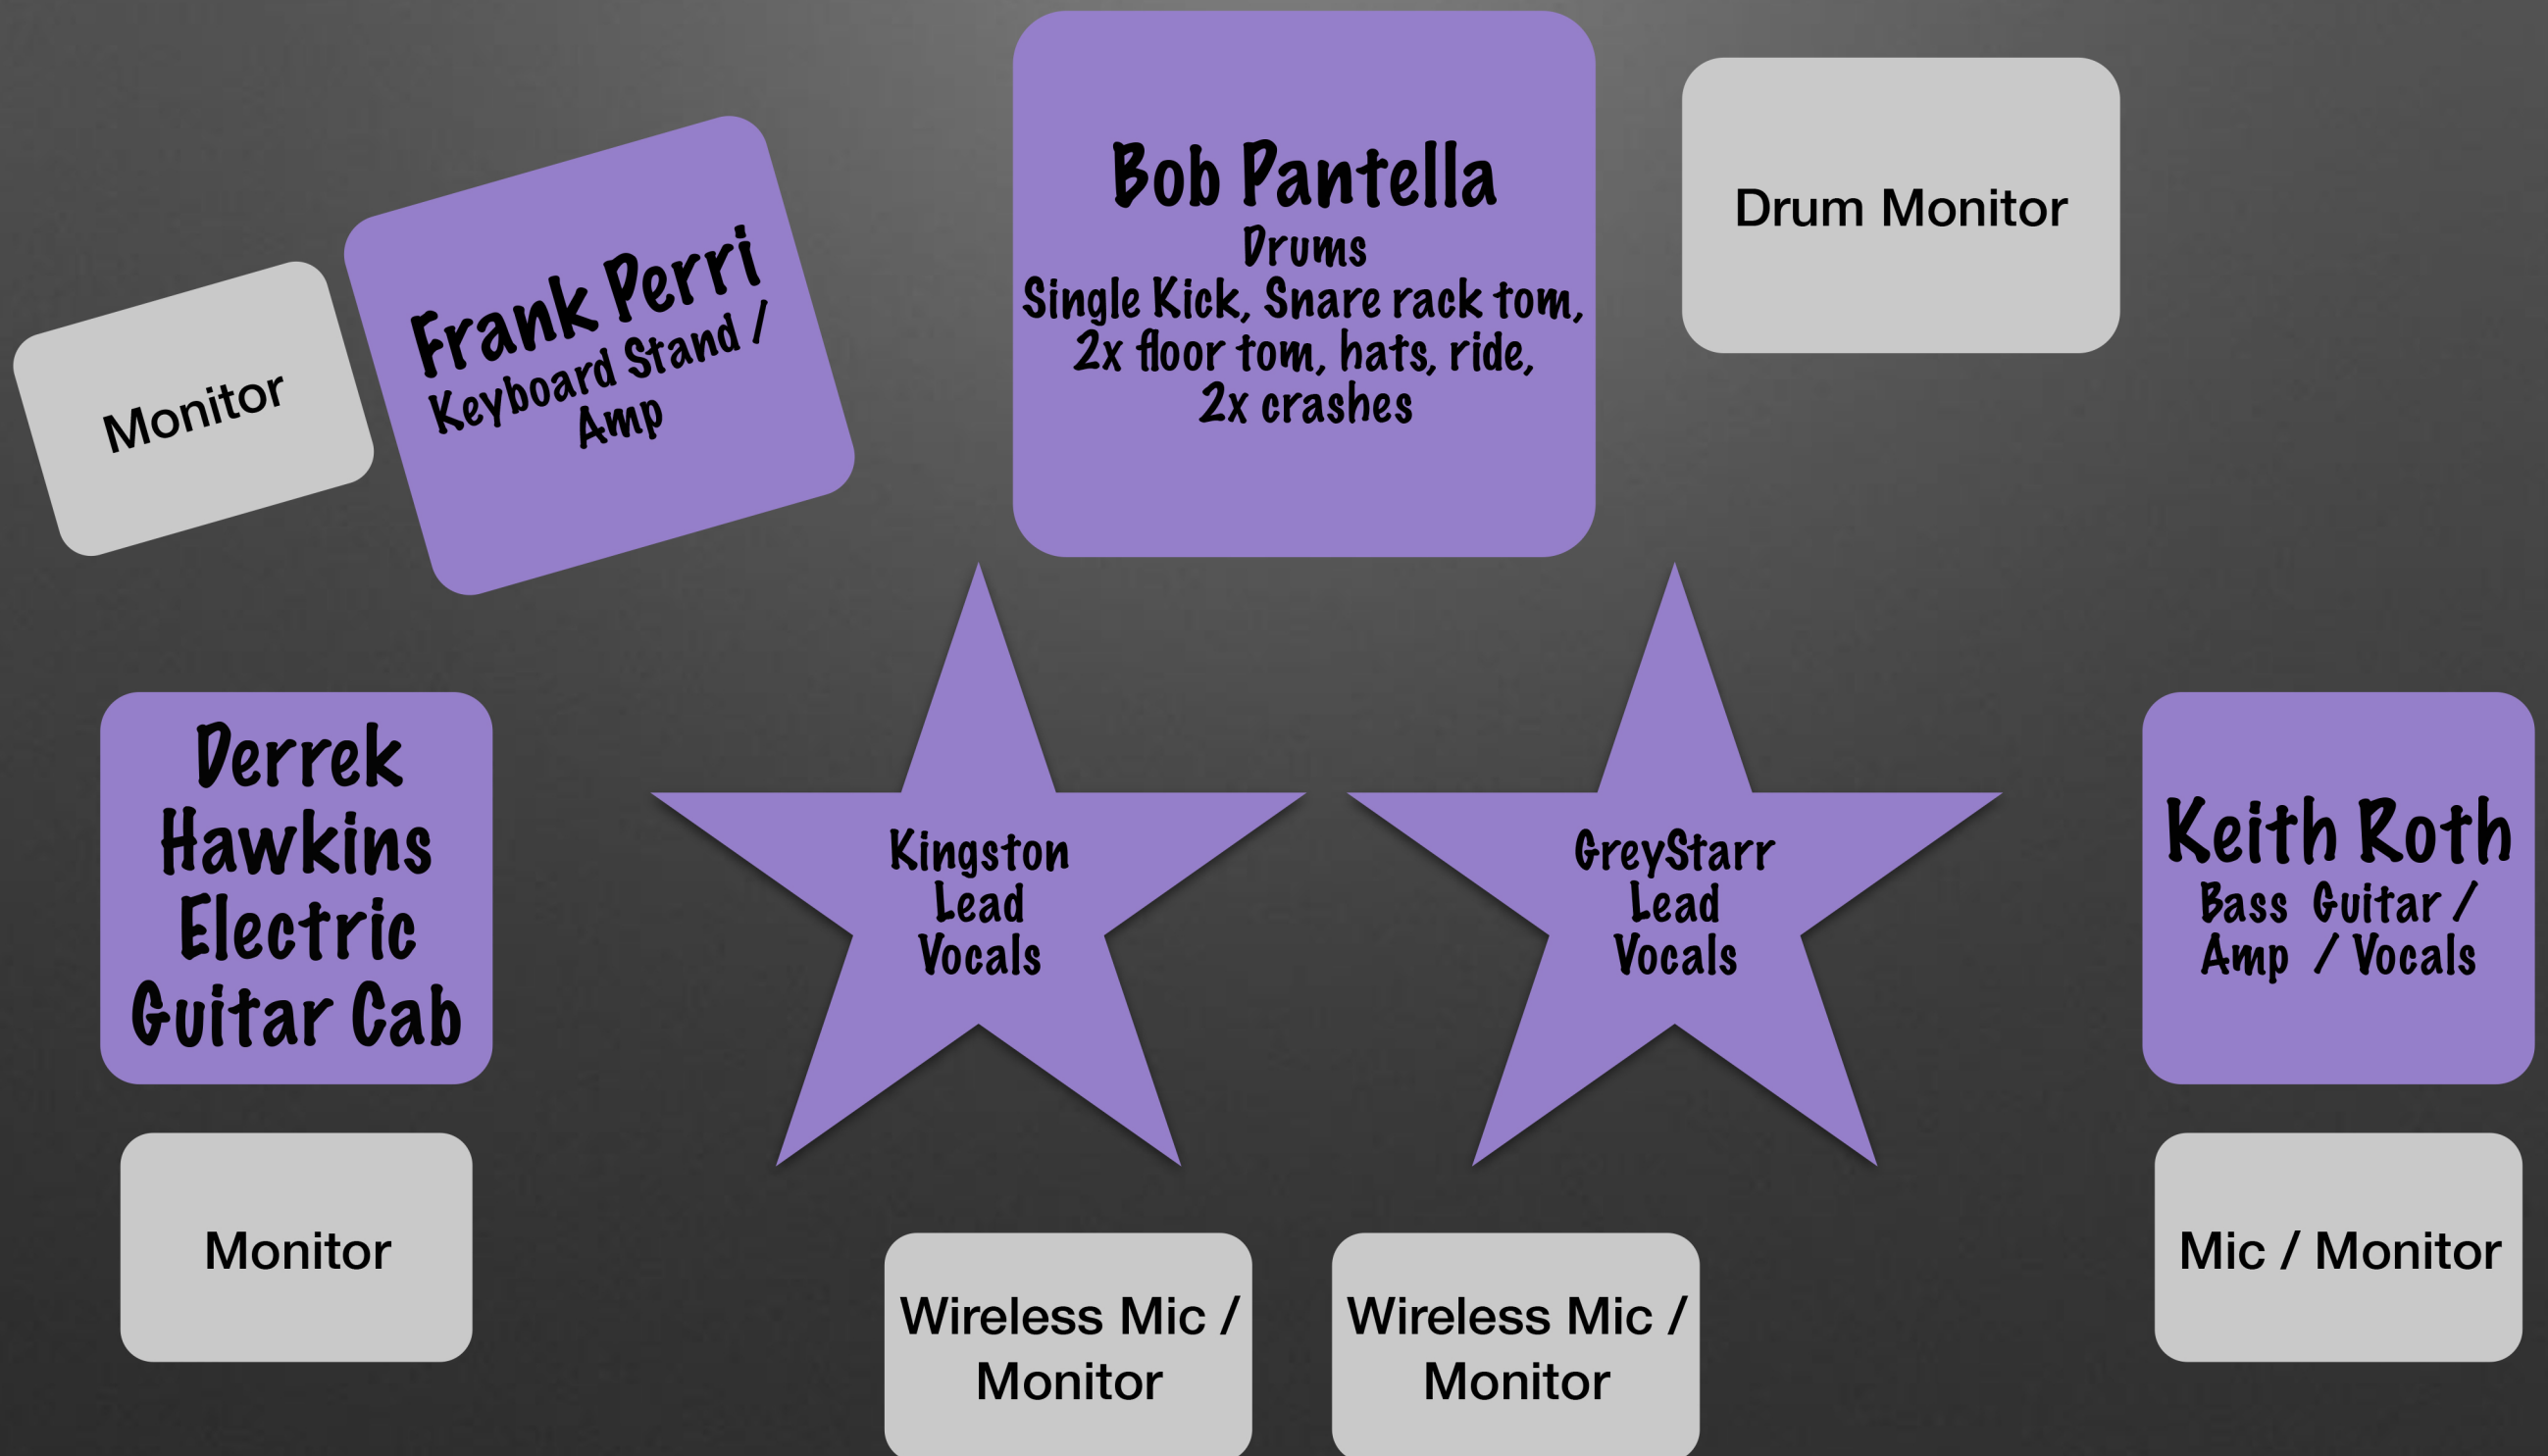 Bob Pantella
Drums
Single Kick, Snare rack tom,
2x floor tom, hats, ride,
2x crashes
Drum Monitor
Frank Perri
Keyboard Stand /
Amp
Monitor
Derrek
Hawkins
Electric
Guitar Cab
Kingston
Lead
Vocals
GreyStarr
Lead
Vocals
Keith Roth
Bass Guitar /
Amp / Vocals
Monitor
Wireless Mic /
Monitor
Wireless Mic /
Monitor
Mic / Monitor